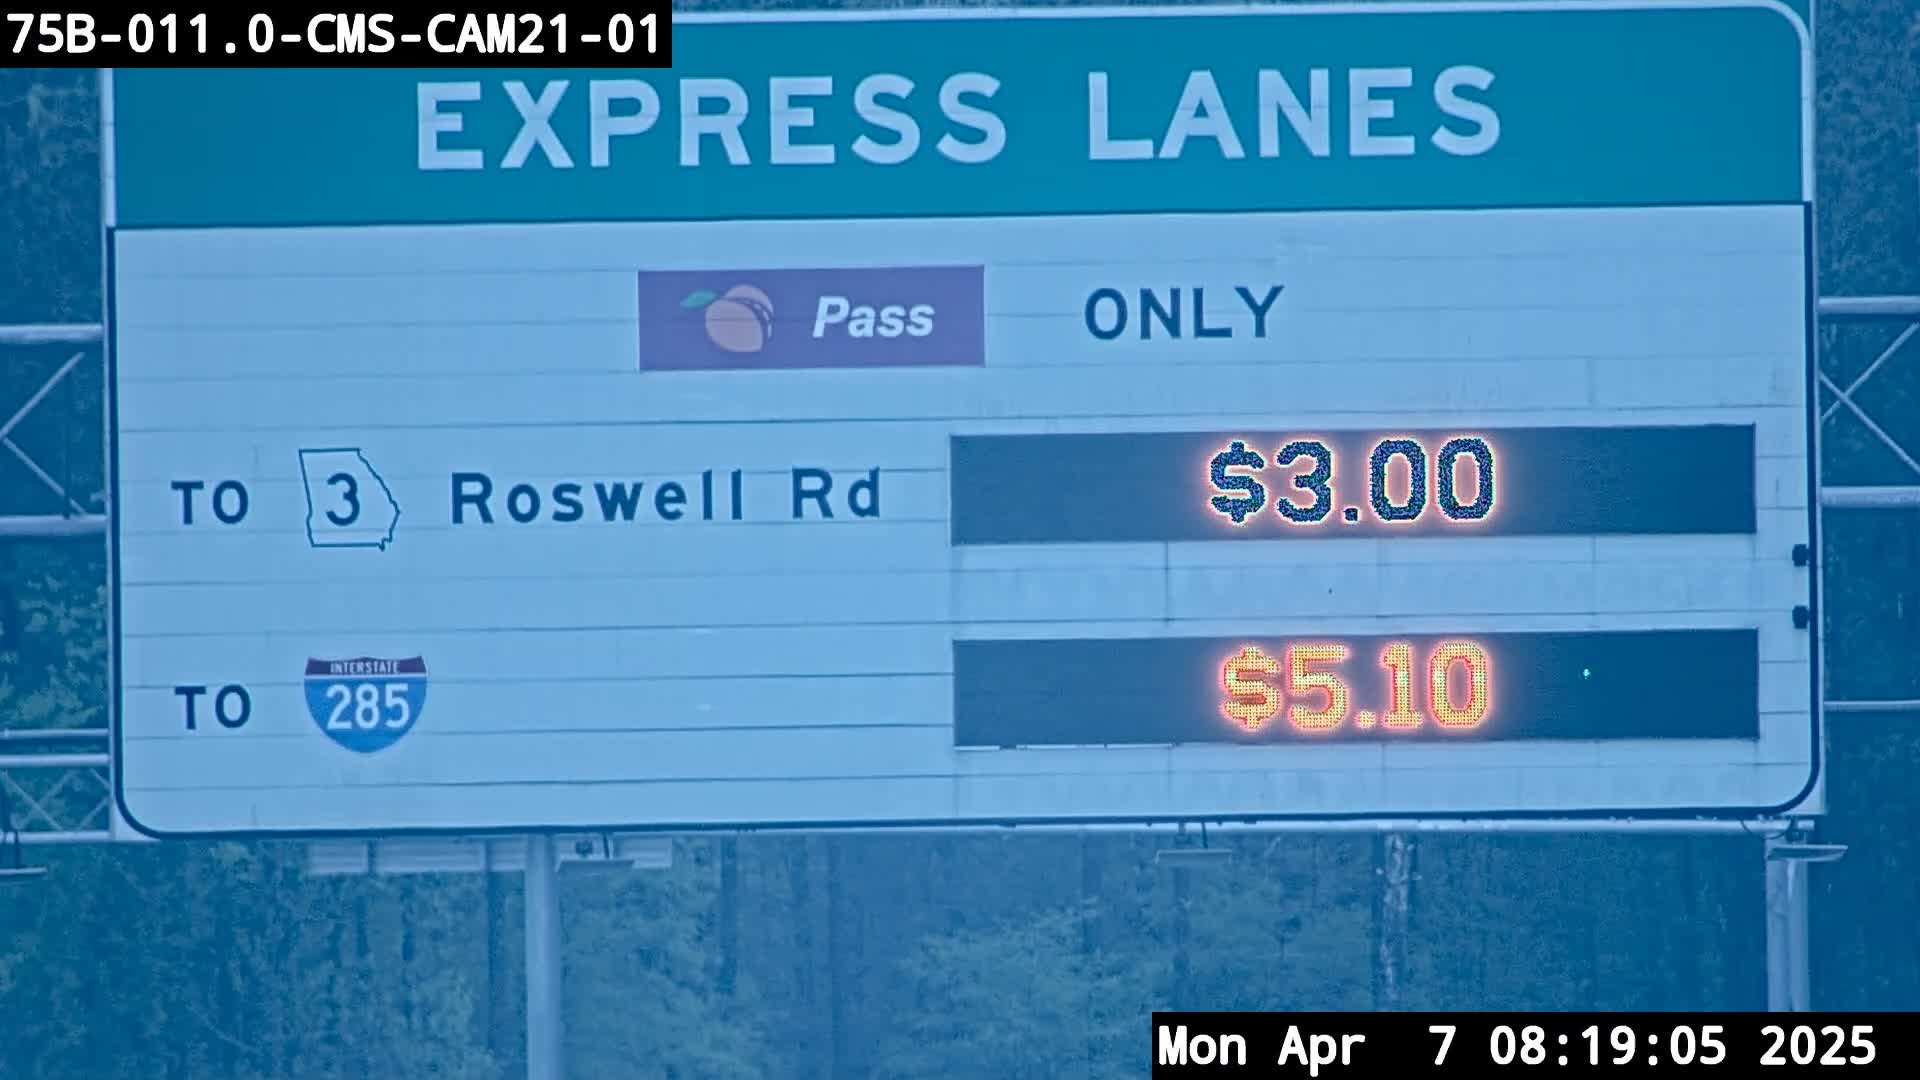 75B-011.0-CMS-CAM21-01
EXPRESS LANES
Pass ONLY
TO 3 Roswell Rd $3.00
INTERSTATE
TO 285 $5.10
Mon Apr 7 08:19:05 2025